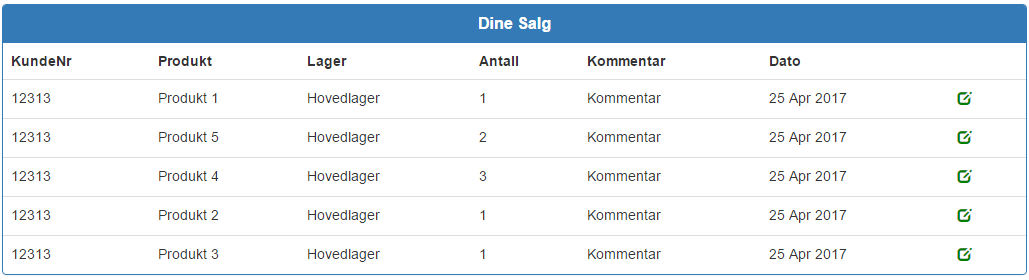 Dine Salg
KundeNr Produkt Lager Antall Kommentar Dato
12313 Produkt 1 Hovedlager 1 Kommentar 25 Apr 2017
12313 Produkt 5 Hovedlager 2 Kommentar 25 Apr 2017
12313 Produkt 4 Hovedlager 3 Kommentar 25 Apr 2017
12313 Produkt 2 Hovedlager 1 Kommentar 25 Apr 2017
12313 Produkt 3 Hovedlager 1 Kommentar 25 Apr 2017